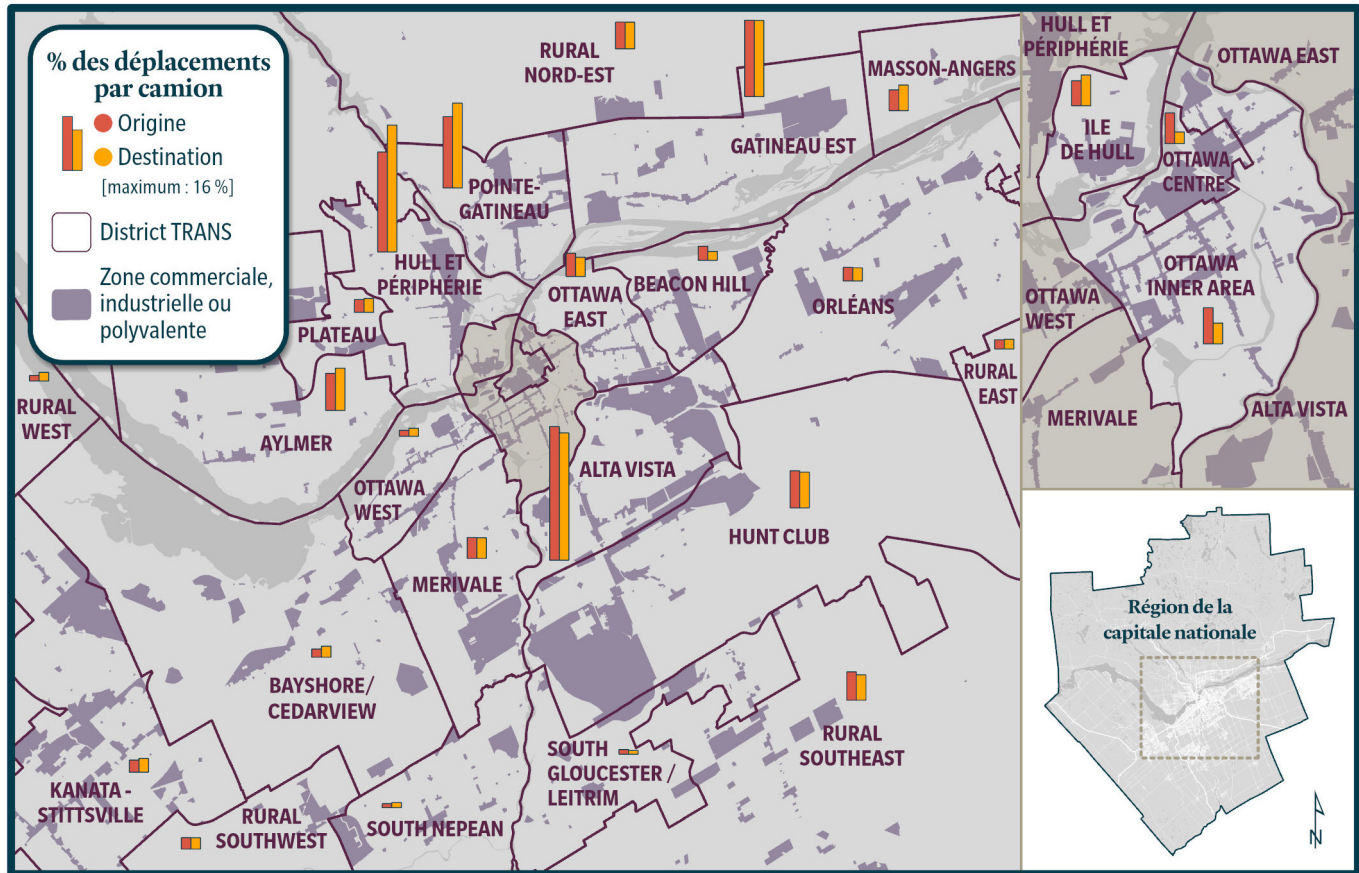 % des déplacements
par camion
Origine
Destination
[maximum : 16 %]
District TRANS
Zone commerciale,
industrielle ou
polyvalente
RURAL
NORD-EST
MASSON-ANGERS
GATINEAU EST
POINTE-
GATINEAU
HULL ET
PÉRIPHÉRIE
OTTAWA
EAST
BEACON HILL
ORLÉANS
PLATEAU
RURAL
EAST
RURAL
WEST
AYLMER
OTTAWA
WEST
ALTA VISTA
HUNT CLUB
MERIVALE
BAYSHORE/
CEDARVIEW
RURAL
SOUTHEAST
SOUTH
GLOUCESTER /
LEITRIM
KANATA -
STITTSVILLE
RURAL
SOUTHWEST
SOUTH NEPEAN
HULL ET
PÉRIPHÉRIE
OTTAWA EAST
ILE
DE HULL
OTTAWA
CENTRE
OTTAWA
INNER AREA
OTTAWA
WEST
MERIVALE
ALTA VISTA
Région de la
capitale nationale
N